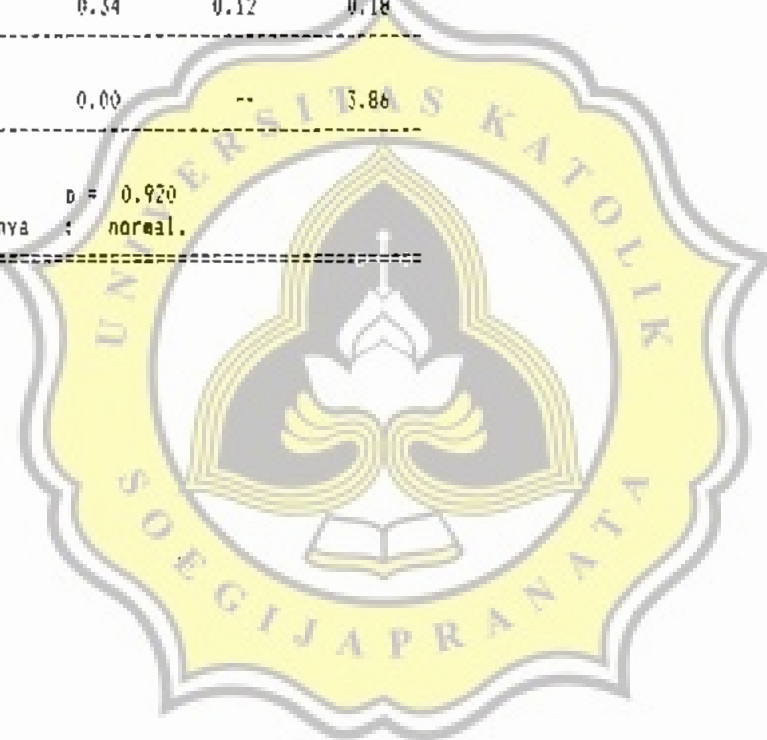 0.34 0.12 0.18
------------------------------------------
0.00 -- 3.86
------------------------------------------
p = 0.920
nya : normal.
==========================================
UNIVERSITAS KATOLIK
SOEGIJAPRANATA